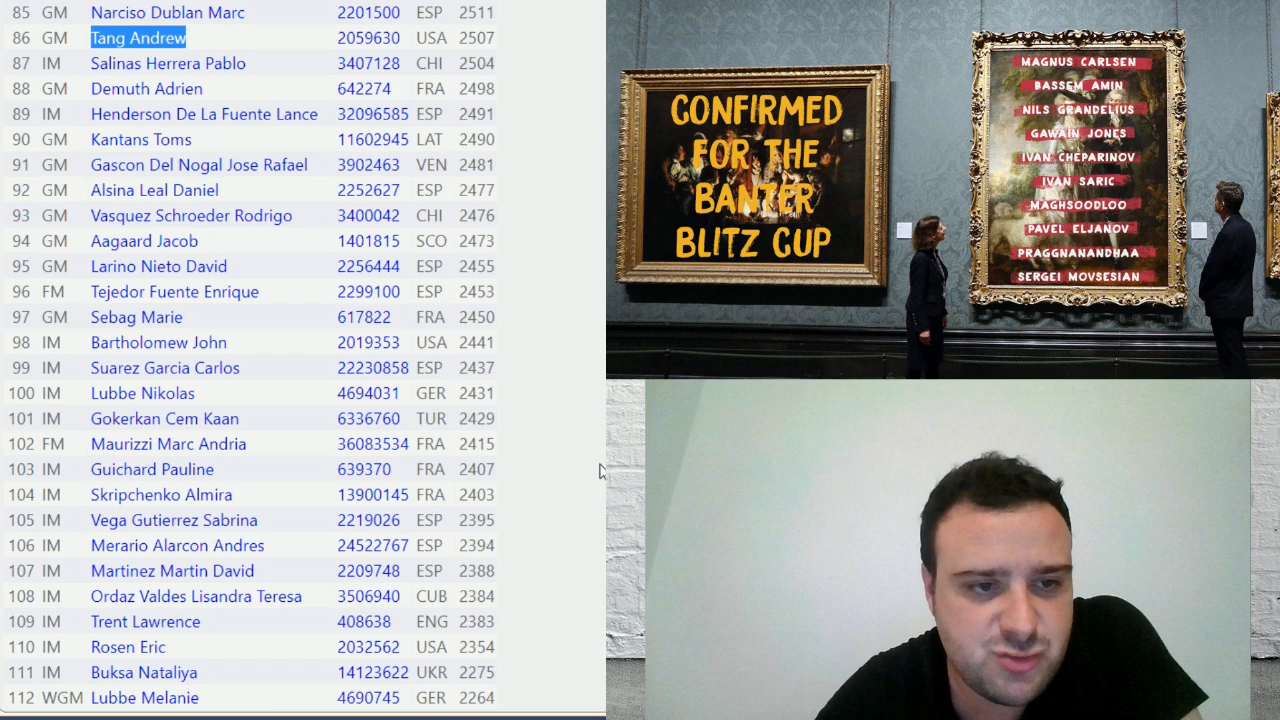 85 GM Narciso Dublan Marc 2201500 ESP 2511
86 GM Tang Andrew 2059630 USA 2507
87 IM Salinas Herrera Pablo 3407128 CHI 2504
88 GM Demuth Adrien 642274 FRA 2498
89 GM Henderson De La Fuente Lance 32096585 ESP 2491
90 GM Kantans Toms 11602945 LAT 2490
91 GM Gascon Del Nogal Jose Rafael 3902463 VEN 2481
92 GM Alsina Leal Daniel 2252627 ESP 2477
93 GM Vasquez Schroeder Rodrigo 3400042 CHI 2476
94 GM Aagaard Jacob 1401815 SCO 2473
95 GM Larino Nieto David 2256444 ESP 2455
96 FM Tejedor Fuente Enrique 2299100 ESP 2453
97 GM Sebag Marie 617822 FRA 2450
98 IM Bartholomew John 2019353 USA 2441
99 IM Suarez Garcia Carlos 22230858 ESP 2437
100 IM Lubbe Nikolas 4694031 GER 2431
101 IM Gokerkan Cem Kaan 6336760 TUR 2429
102 FM Maurizzi Marc Andria 36083534 FRA 2415
103 IM Guichard Pauline 639370 FRA 2407
104 IM Skripchenko Almira 13900145 FRA 2403
105 IM Vega Gutierrez Sabrina 2219026 ESP 2395
106 IM Merario Alarcon Andres 24522767 ESP 2394
107 IM Martinez Martin David 2209748 ESP 2388
108 IM Ordaz Valdes Lisandra Teresa 3506940 CUB 2384
109 IM Trent Lawrence 408638 ENG 2383
110 IM Rosen Eric 2032562 USA 2354
111 IM Buksa Nataliya 14123622 UKR 2275
112 WGM Lubbe Melanie 4690745 GER 2264
CONFIRMED
FOR THE
BANTER
BLITZ CUP
MAGNUS CARLSEN
BASSEM AMIN
NILS GRANDELIUS
GAWAIN JONES
IVAN CHEPARINOV
IVAN SARIC
MAGHSOODLOO
PAVEL ELJANOV
PRAGGNANANDHAA
SERGEI MOVSESIAN